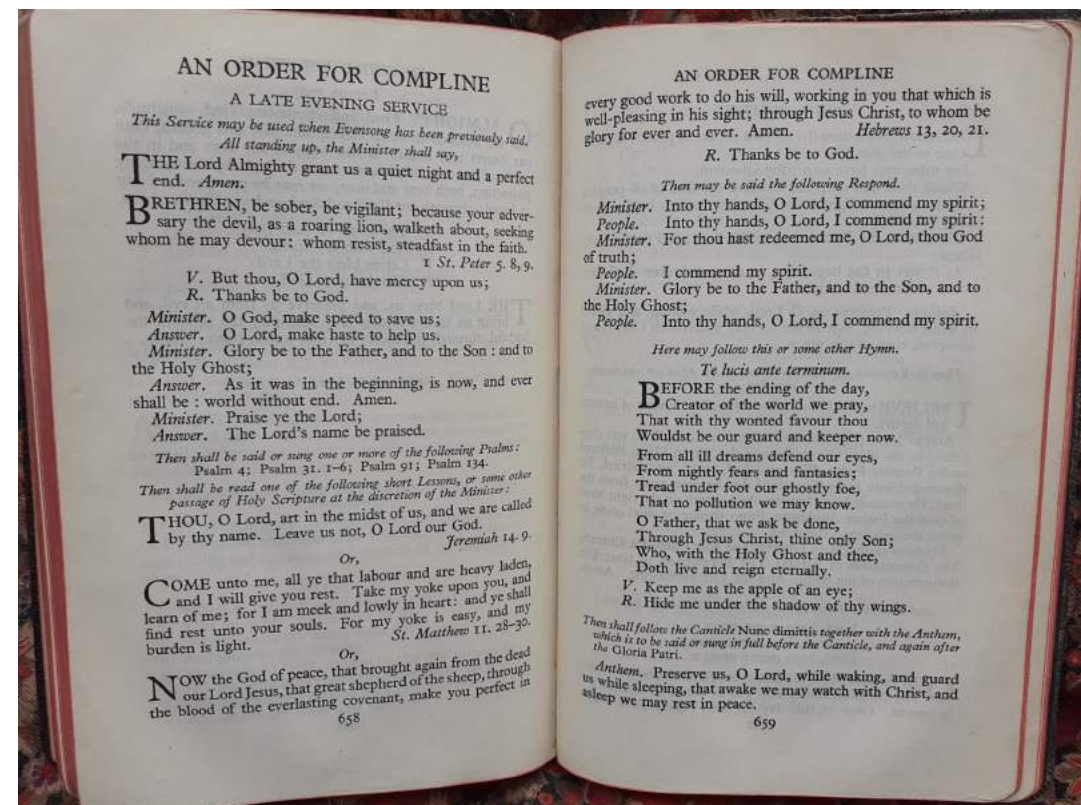 AN ORDER FOR COMPLINE
A LATE EVENING SERVICE
This Service may be used when Evensong has been previously said.
All standing up, the Minister shall say,
THE Lord Almighty grant us a quiet night and a perfect
end. Amen.
BRETHREN, be sober, be vigilant; because your adver-
sary the devil, as a roaring lion, walketh about, seeking
whom he may devour: whom resist, steadfast in the faith.
1 St. Peter 5. 8, 9.
V. But thou, O Lord, have mercy upon us;
R. Thanks be to God.
Minister. O God, make speed to save us;
Answer. O Lord, make haste to help us.
Minister. Glory be to the Father, and to the Son : and to
the Holy Ghost;
Answer. As it was in the beginning, is now, and ever
shall be : world without end. Amen.
Minister. Praise ye the Lord;
Answer. The Lord's name be praised.
Then shall be said or sung one or more of the following Psalms:
Psalm 4; Psalm 31. 1-6; Psalm 91; Psalm 134.
Then shall be read one of the following short Lessons, or some other
passage of Holy Scripture at the discretion of the Minister:
THOU, O Lord, art in the midst of us, and we are called
by thy name. Leave us not, O Lord our God.
Jeremiah 14. 9.
Or,
COME unto me, all ye that labour and are heavy laden,
and I will give you rest. Take my yoke upon you, and
learn of me; for I am meek and lowly in heart: and ye shall
find rest unto your souls. For my yoke is easy, and my
burden is light. St. Matthew 11. 28-30.
Or,
NOW the God of peace, that brought again from the dead
our Lord Jesus, that great shepherd of the sheep, through
the blood of the everlasting covenant, make you perfect in
658
AN ORDER FOR COMPLINE
every good work to do his will, working in you that which is
well-pleasing in his sight; through Jesus Christ, to whom be
glory for ever and ever. Amen. Hebrews 13, 20, 21.
R. Thanks be to God.
Then may be said the following Respond.
Minister. Into thy hands, O Lord, I commend my spirit;
People. Into thy hands, O Lord, I commend my spirit:
Minister. For thou hast redeemed me, O Lord, thou God
of truth;
People. I commend my spirit.
Minister. Glory be to the Father, and to the Son, and to
the Holy Ghost;
People. Into thy hands, O Lord, I commend my spirit.
Here may follow this or some other Hymn.
Te lucis ante terminum.
BEFORE the ending of the day,
Creator of the world we pray,
That with thy wonted favour thou
Wouldst be our guard and keeper now.
From all ill dreams defend our eyes,
From nightly fears and fantasies;
Tread under foot our ghostly foe,
That no pollution we may know.
O Father, that we ask be done,
Through Jesus Christ, thine only Son;
Who, with the Holy Ghost and thee,
Doth live and reign eternally.
V. Keep me as the apple of an eye;
R. Hide me under the shadow of thy wings.
Then shall follow the Canticle Nunc dimittis together with the Anthem,
which is to be said or sung in full before the Canticle, and again after
the Gloria Patri.
Anthem. Preserve us, O Lord, while waking, and guard
us while sleeping, that awake we may watch with Christ, and
asleep we may rest in peace.
659